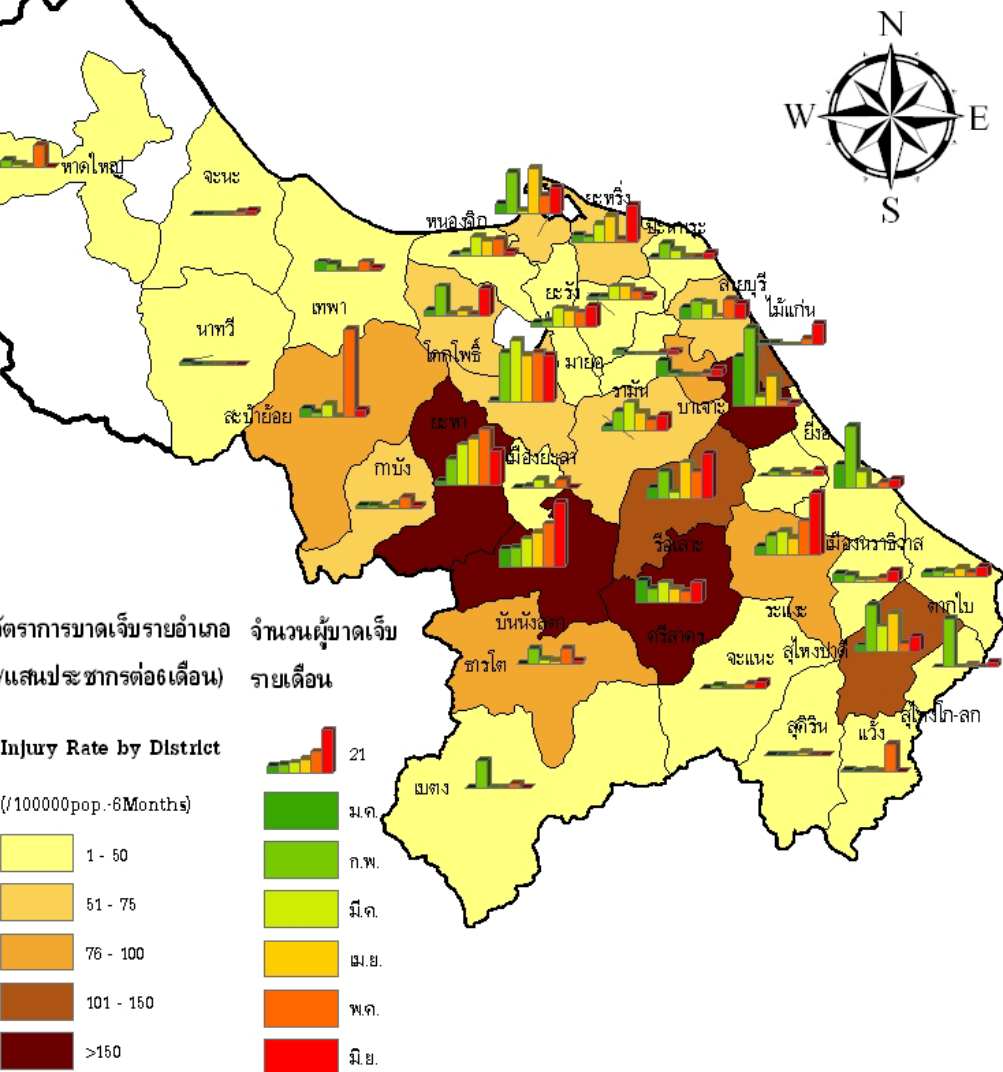 N
W E
S
หาดใหญ่
จะนะ
หนองจิก
ยะหริ่ง
ปะนาเระ
เทพา
นาทวี
ยะรัง
สายบุรี
ไม้แก่น
โคกโพธิ์
มายอ
สะบ้าย้อย
ยะหา
รามัน
บาเจาะ
ยี่งอ
กาบัง
เมืองยะลา
รือเสาะ
เมืองนราธิวาส
บันนังสตา
ศรีสาคร
ระแงะ
ตากใบ
ธารโต
จะแนะ
สุไหงปาดี
สุคิริน
แว้ง
สุไหงโก-ลก
เบตง
ัตราการบาดเจ็บรายอำเภอ
/แสนประชากรต่อ6เดือน)
จำนวนผู้บาดเจ็บ
รายเดือน
Injury Rate by District
(/100000pop.-6Months)
1 - 50
51 - 75
76 - 100
101 - 150
>150
21
ม.ค.
ก.พ.
มี.ค.
เม.ย.
พ.ค.
มิ.ย.